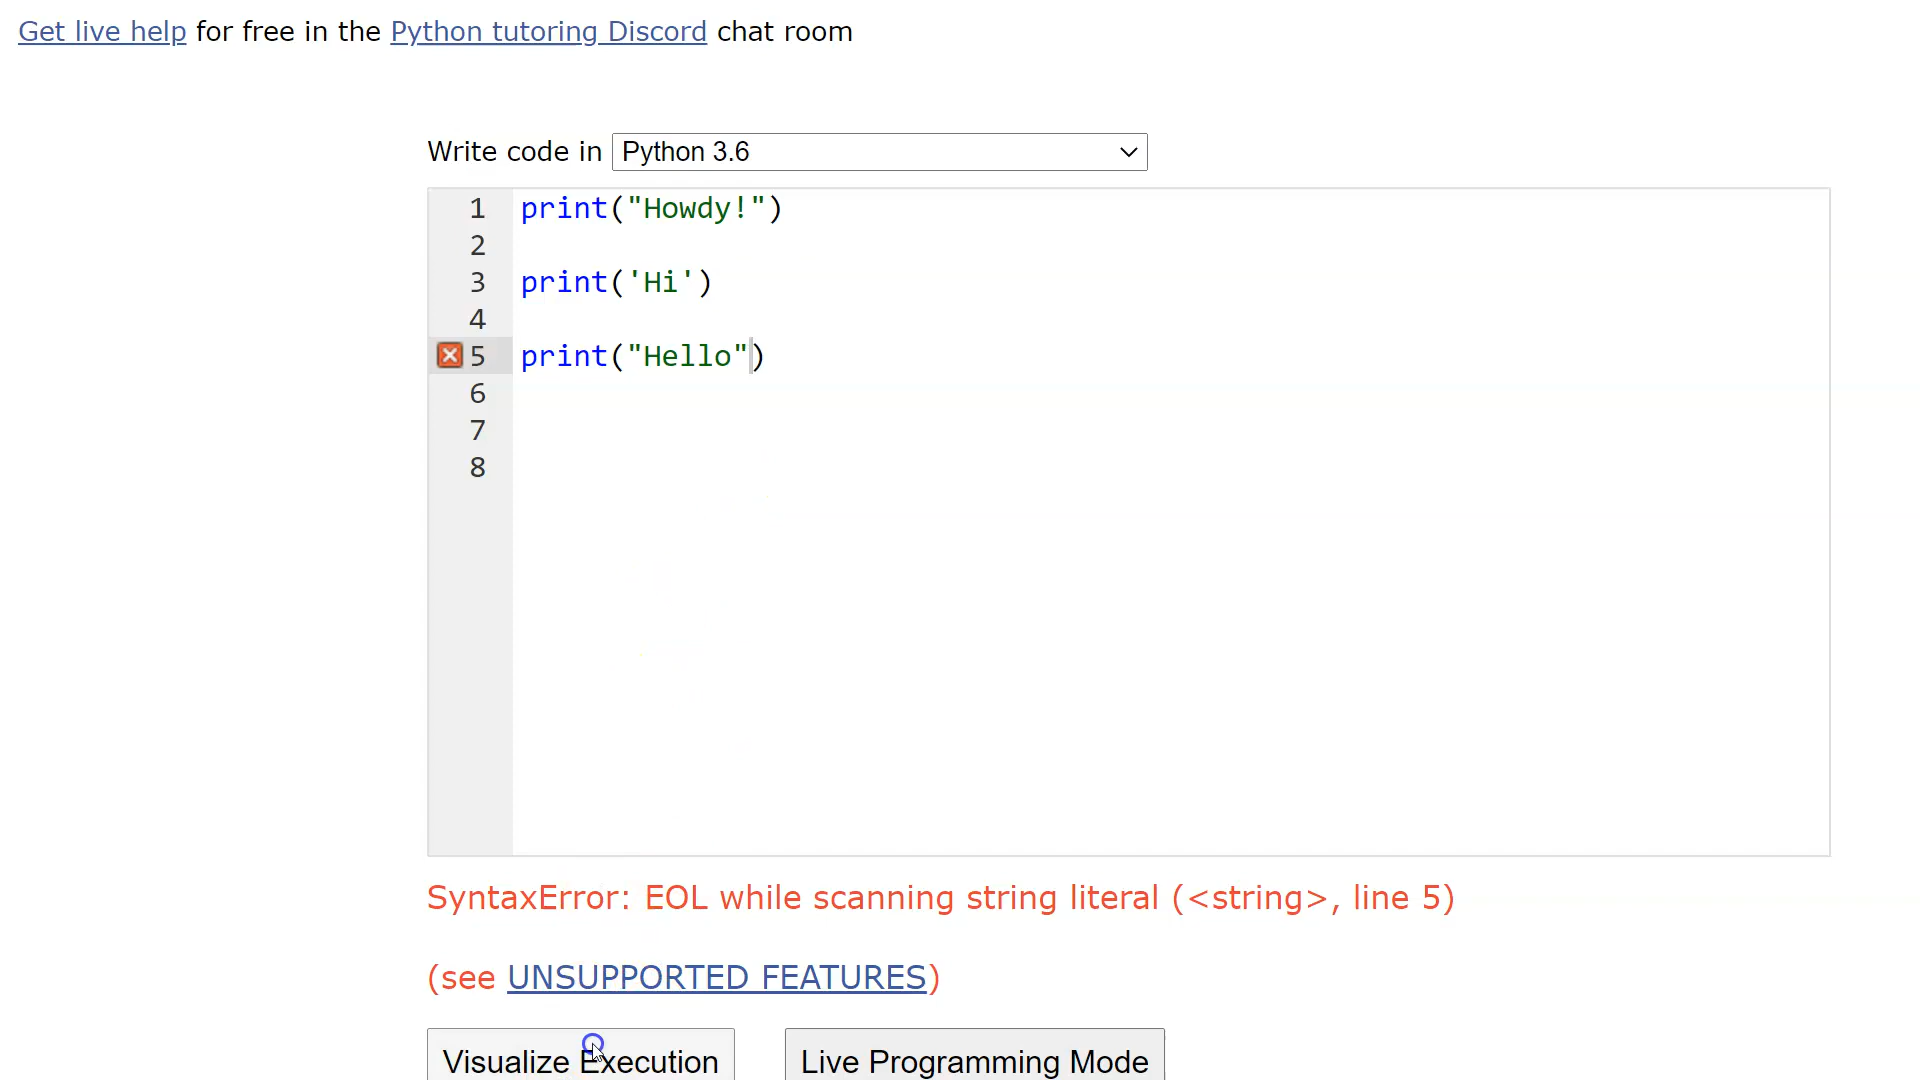 Get live help for free in the Python tutoring Discord chat room
Write code in Python 3.6
1 print("Howdy!")
2
3 print('Hi')
4
5 print("Hello")
6
7
8
SyntaxError: EOL while scanning string literal (<string>, line 5)
(see UNSUPPORTED FEATURES)
Visualize Execution Live Programming Mode